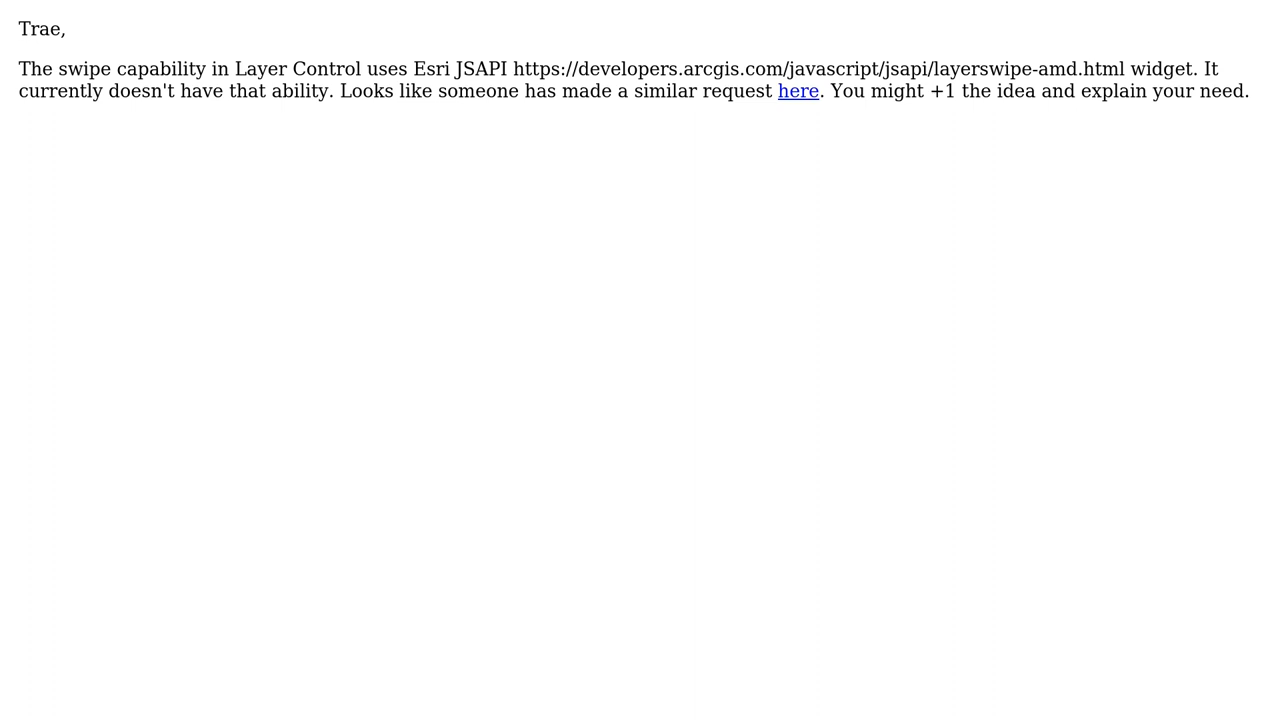 Trae,
The swipe capability in Layer Control uses Esri JSAPI https://developers.arcgis.com/javascript/jsapi/layerswipe-amd.html widget. It
currently doesn't have that ability. Looks like someone has made a similar request here. You might +1 the idea and explain your need.